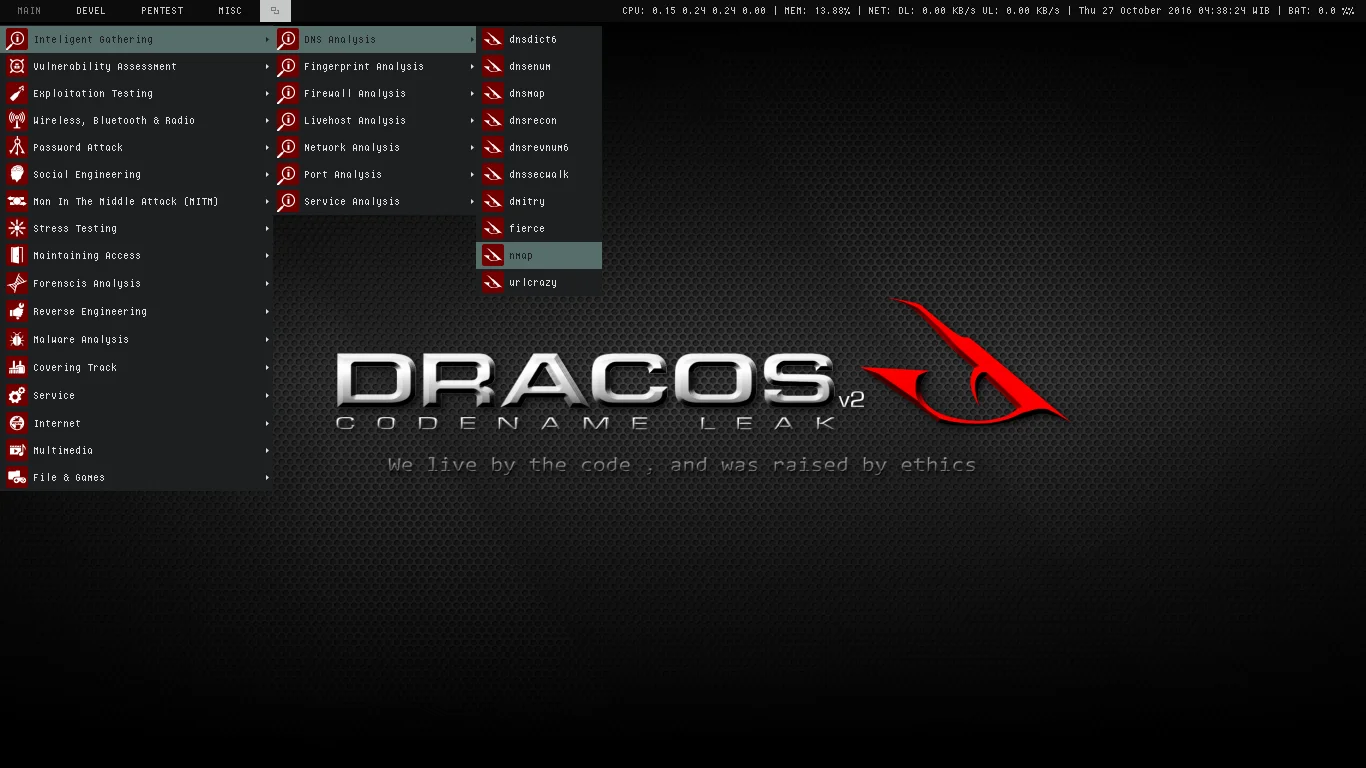 MAIN DEVEL PENTEST MISC CPU: 0.15 0.24 0.24 0.00 | MEM: 13.88% | NET: DL: 0.00 KB/s UL: 0.00 KB/s | Thu 27 October 2016 04:38:24 WIB | BAT: 0.0 %%
Inteligent Gathering
Vulnerability Assessment
Exploitation Testing
Wireless, Bluetooth & Radio
Password Attack
Social Engineering
Man In The Middle Attack (MITM)
Stress Testing
Maintaining Access
Forenscis Analysis
Reverse Engineering
Malware Analysis
Covering Track
Service
Internet
Multimedia
File & Games
DNS Analysis
Fingerprint Analysis
Firewall Analysis
Livehost Analysis
Network Analysis
Port Analysis
Service Analysis
dnsdict6
dnsenum
dnsmap
dnsrecon
dnsrevnum6
dnssecwalk
dmitry
fierce
nmap
urlcrazy
DRACOS v2
CODENAME LEAK
We live by the code , and was raised by ethics